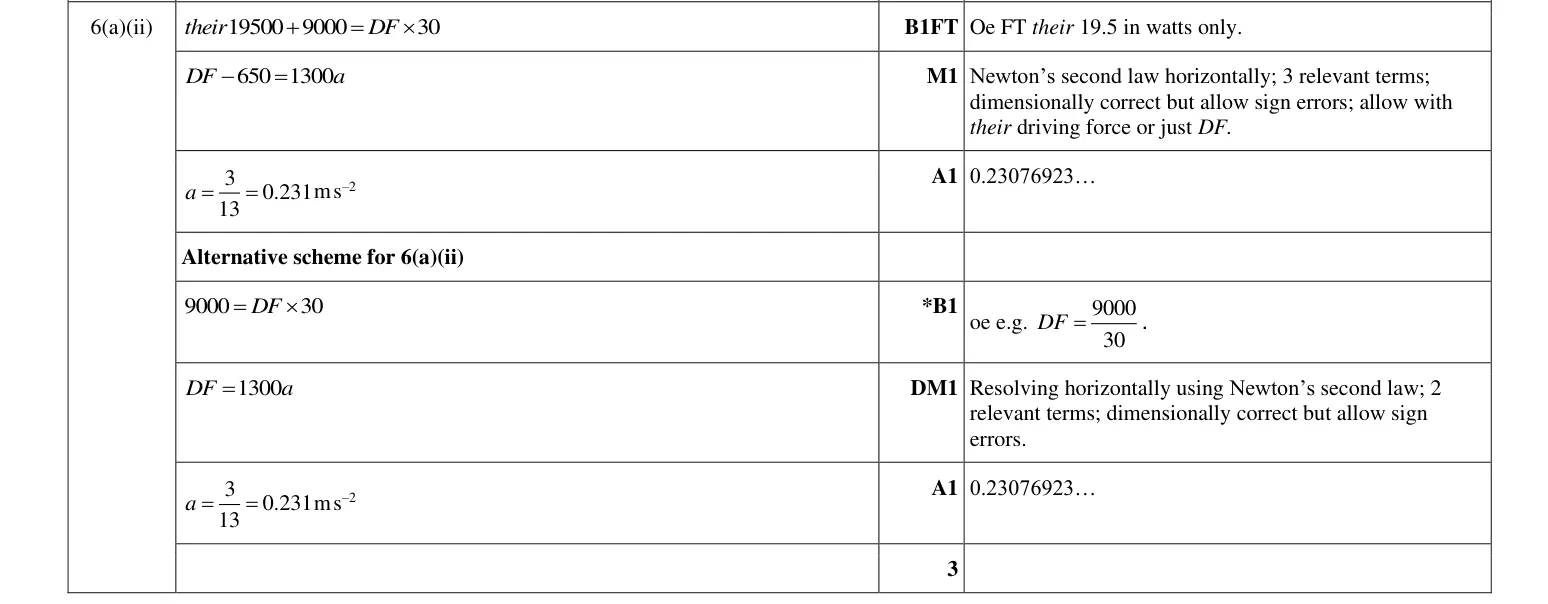 6(a)(ii) their 19500 + 9000 = DF × 30 B1FT Oe FT their 19.5 in watts only.
DF − 650 = 1300a M1 Newton's second law horizontally; 3 relevant terms;
dimensionally correct but allow sign errors; allow with
their driving force or just DF.
a = 3/13 = 0.231 m s⁻² A1 0.23076923…
Alternative scheme for 6(a)(ii)
9000 = DF × 30 *B1 oe e.g. DF = 9000/30 .
DF = 1300a DM1 Resolving horizontally using Newton's second law; 2
relevant terms; dimensionally correct but allow sign
errors.
a = 3/13 = 0.231 m s⁻² A1 0.23076923…
3